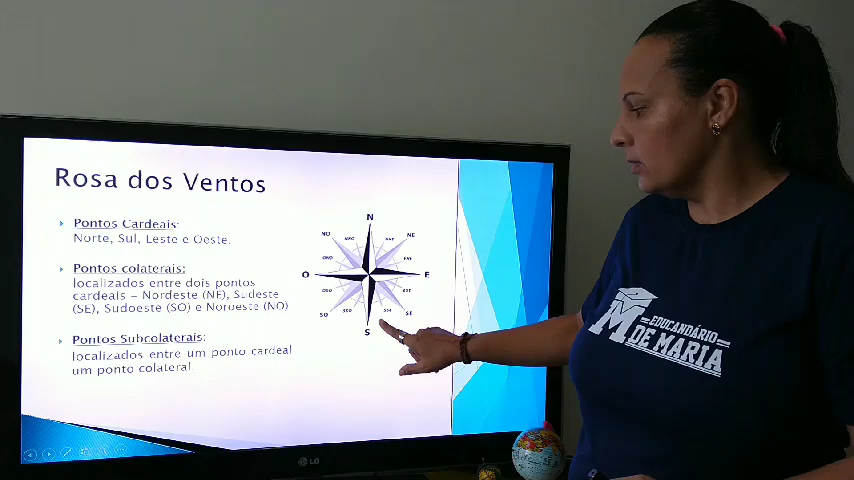 Rosa dos Ventos
Pontos Cardeais:
Norte, Sul, Leste e Oeste.
Pontos colaterais:
localizados entre dois pontos
cardeais – Nordeste (NE), Sudeste
(SE), Sudoeste (SO) e Noroeste (NO)
Pontos Subcolaterais:
localizados entre um ponto cardeal
um ponto colateral.
N
NO
NE
O
E
SO
SE
S
EDUCANDÁRIO
DE MARIA
LG